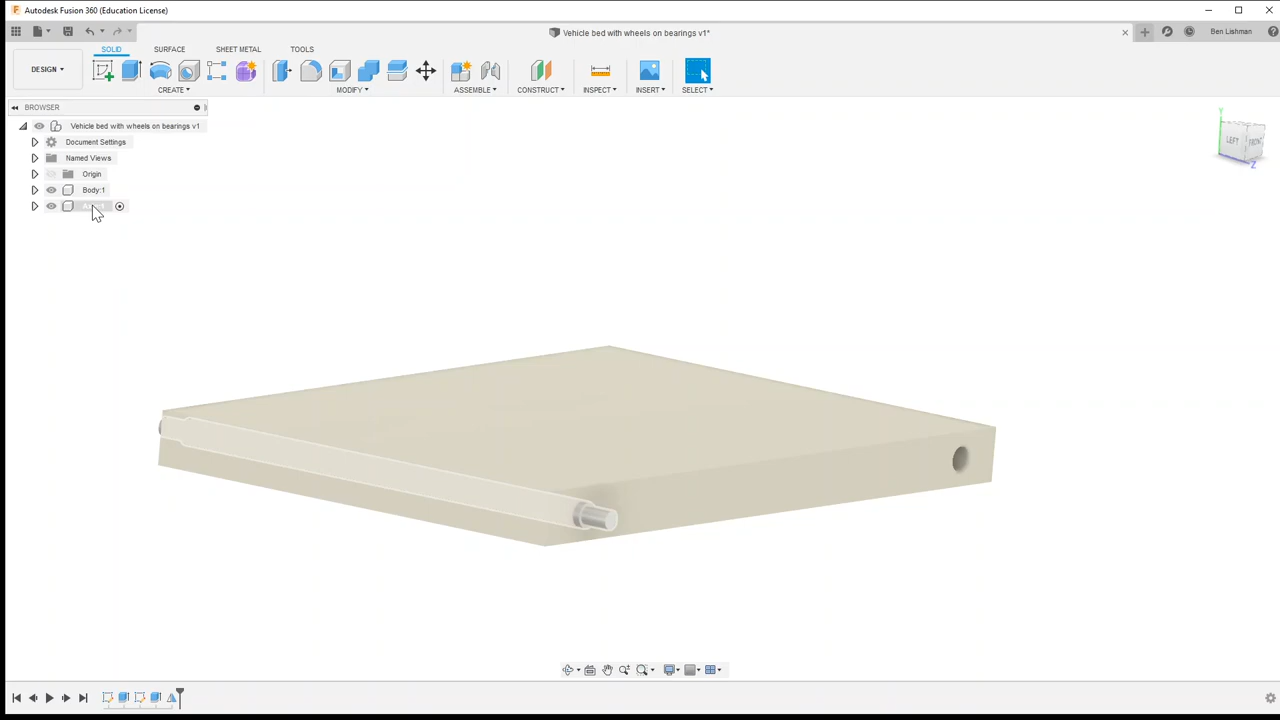 Autodesk Fusion 360 (Education License)
Vehicle bed with wheels on bearings v1*
Ben Lishman
SOLID SURFACE SHEET METAL TOOLS
DESIGN
CREATE MODIFY ASSEMBLE CONSTRUCT INSPECT INSERT SELECT
BROWSER
Vehicle bed with wheels on bearings v1
Document Settings
Named Views
Origin
Body:1
LEFT FRONT
Y
Z